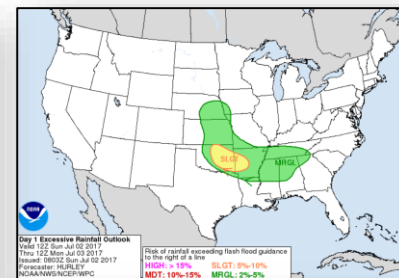 SLGT
MRGL
NOAA
Day 1 Excessive Rainfall Outlook
Valid 12Z Sun Jul 02 2017
Thru 12Z Mon Jul 03 2017
Issued: 0803Z Sun Jul 02 2017
Forecaster: HURLEY
NOAA/NWS/NCEP/WPC
Risk of rainfall exceeding flash flood guidance
to the right of a line
HIGH: > 15% SLGT: 5%-10%
MDT: 10%-15% MRGL: 2%-5%